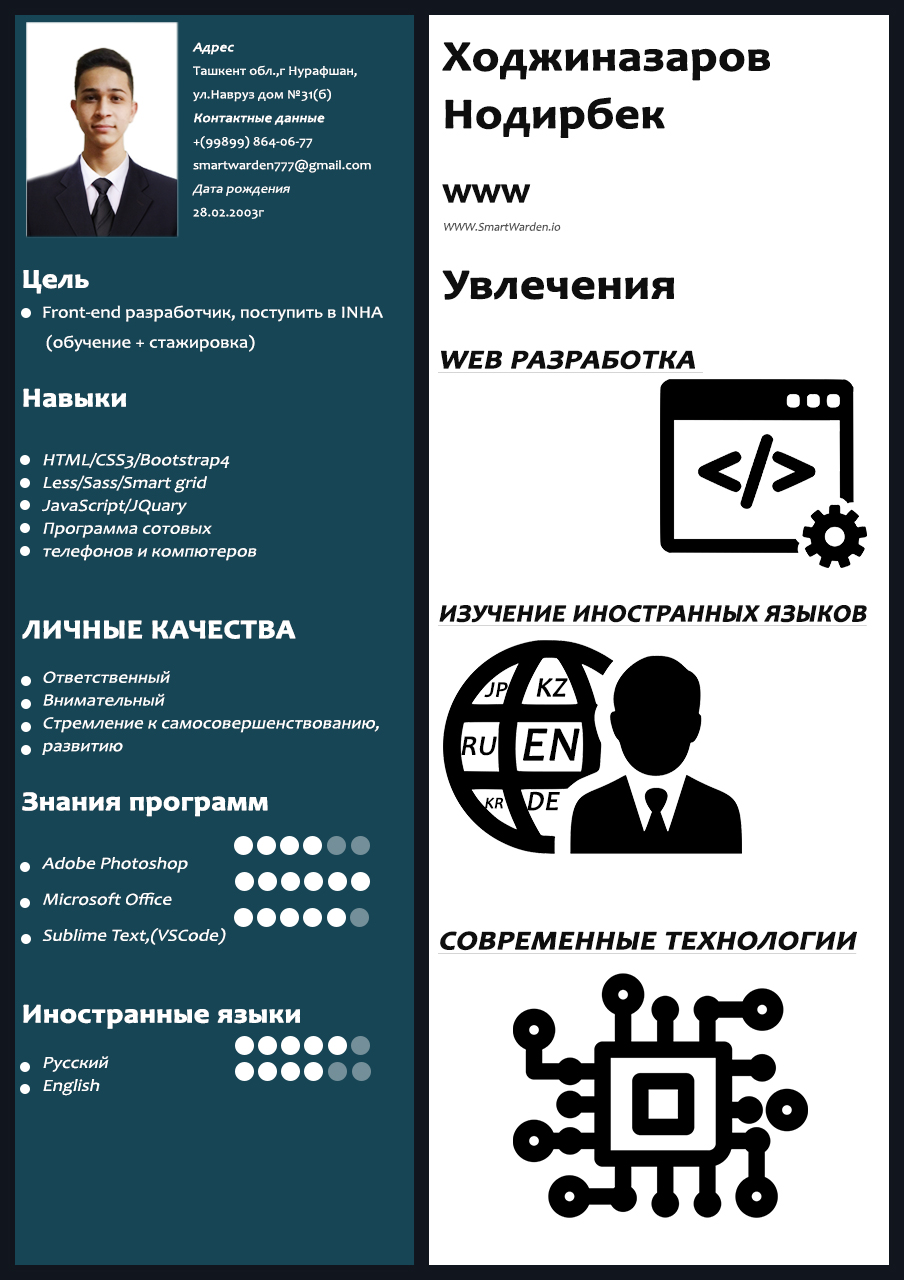 Адрес
Ташкент обл.,г Нурафшан,
ул.Навруз дом №31(б)
Контактные данные
+(99899) 864-06-77
smartwarden777@gmail.com
Дата рождения
28.02.2003г
Цель
Front-end разработчик, поступить в INHA
(обучение + стажировка)
Навыки
HTML/CSS3/Bootstrap4
Less/Sass/Smart grid
JavaScript/JQuary
Программа сотовых
телефонов и компютеров
ЛИЧНЫЕ КАЧЕСТВА
Ответственный
Внимательный
Стремление к самосовершенствованию,
развитию
Знания программ
Adobe Photoshop
Microsoft Office
Sublime Text,(VSCode)
Иностранные языки
Русский
English
Ходжиназаров
Нодирбек
www
WWW.SmartWarden.io
Увлечения
WEB РАЗРАБОТКА
</>
ИЗУЧЕНИЕ ИНОСТРАННЫХ ЯЗЫКОВ
JP KZ
RU EN
KR DE
СОВРЕМЕННЫЕ ТЕХНОЛОГИИ